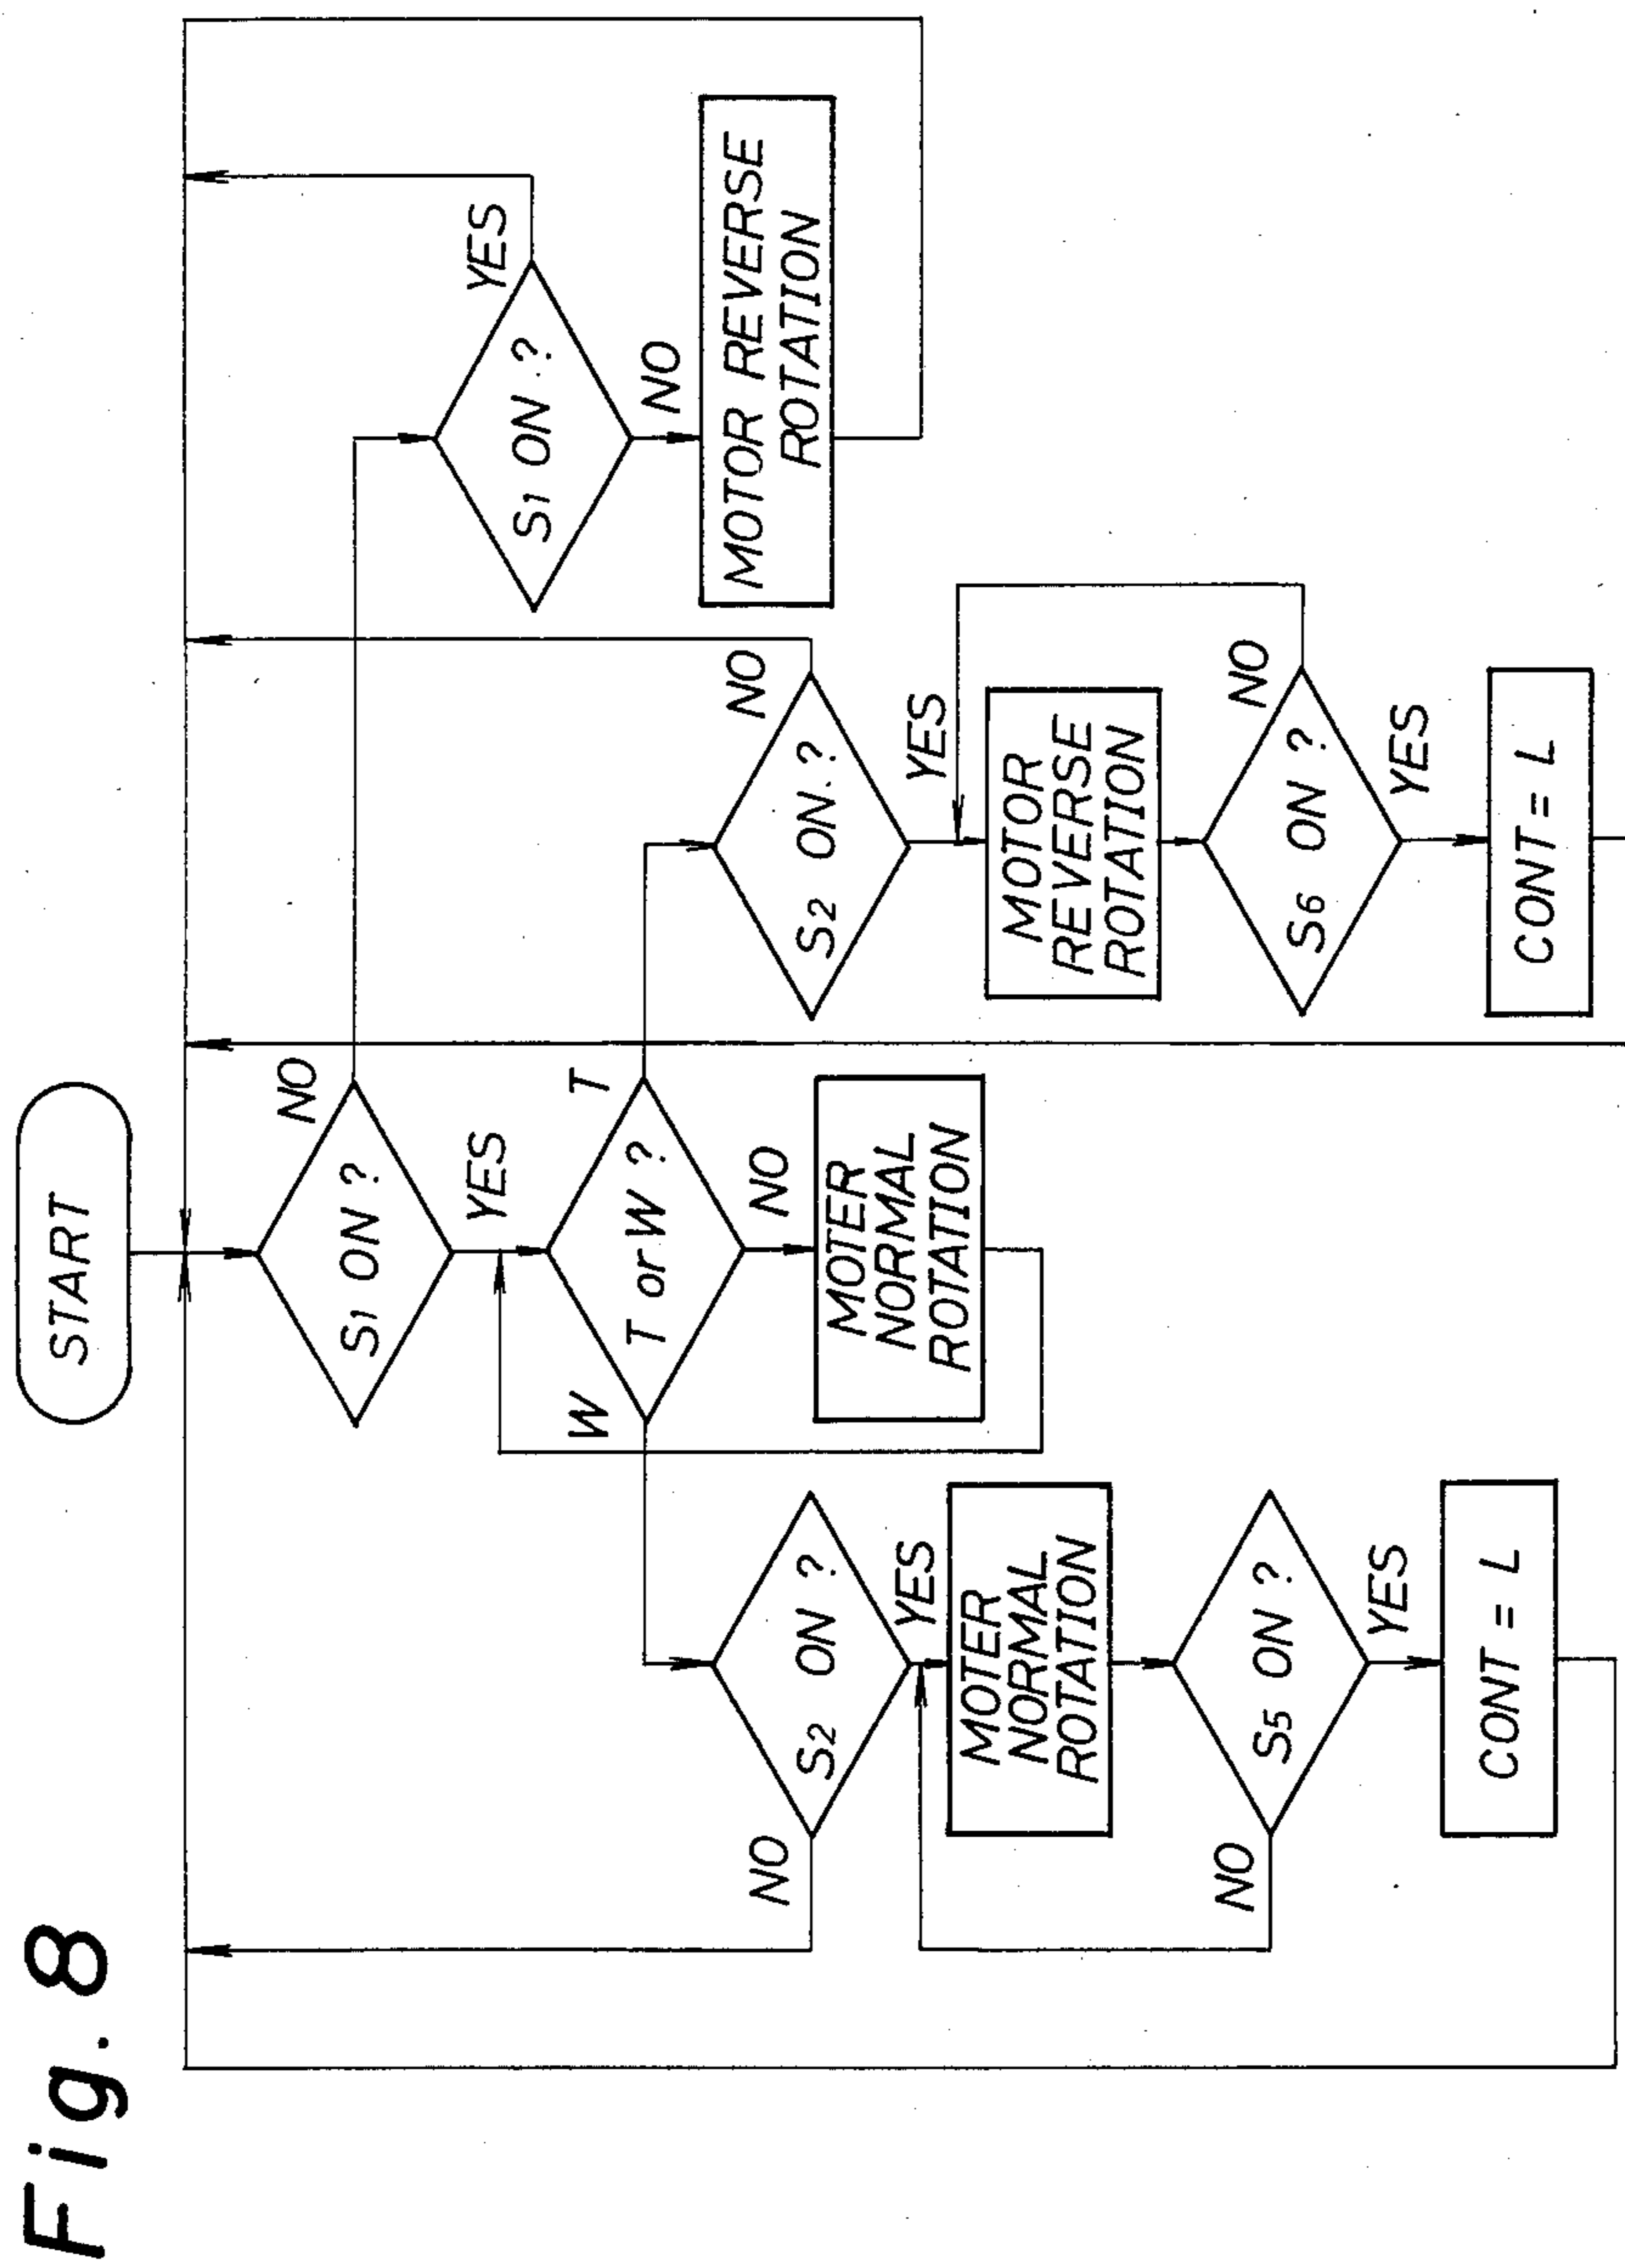 Fig. 8
START
S1 ON ?
NO
YES
T or W ?
W
T
NO
MOTER
NORMAL
ROTATION
S2 ON ?
NO
YES
MOTER
NORMAL
ROTATION
S5 ON ?
NO
YES
CONT = L
S2 ON ?
NO
YES
MOTOR
REVERSE
ROTATION
S6 ON ?
NO
YES
CONT = L
S1 ON ?
YES
NO
MOTOR REVERSE
ROTATION